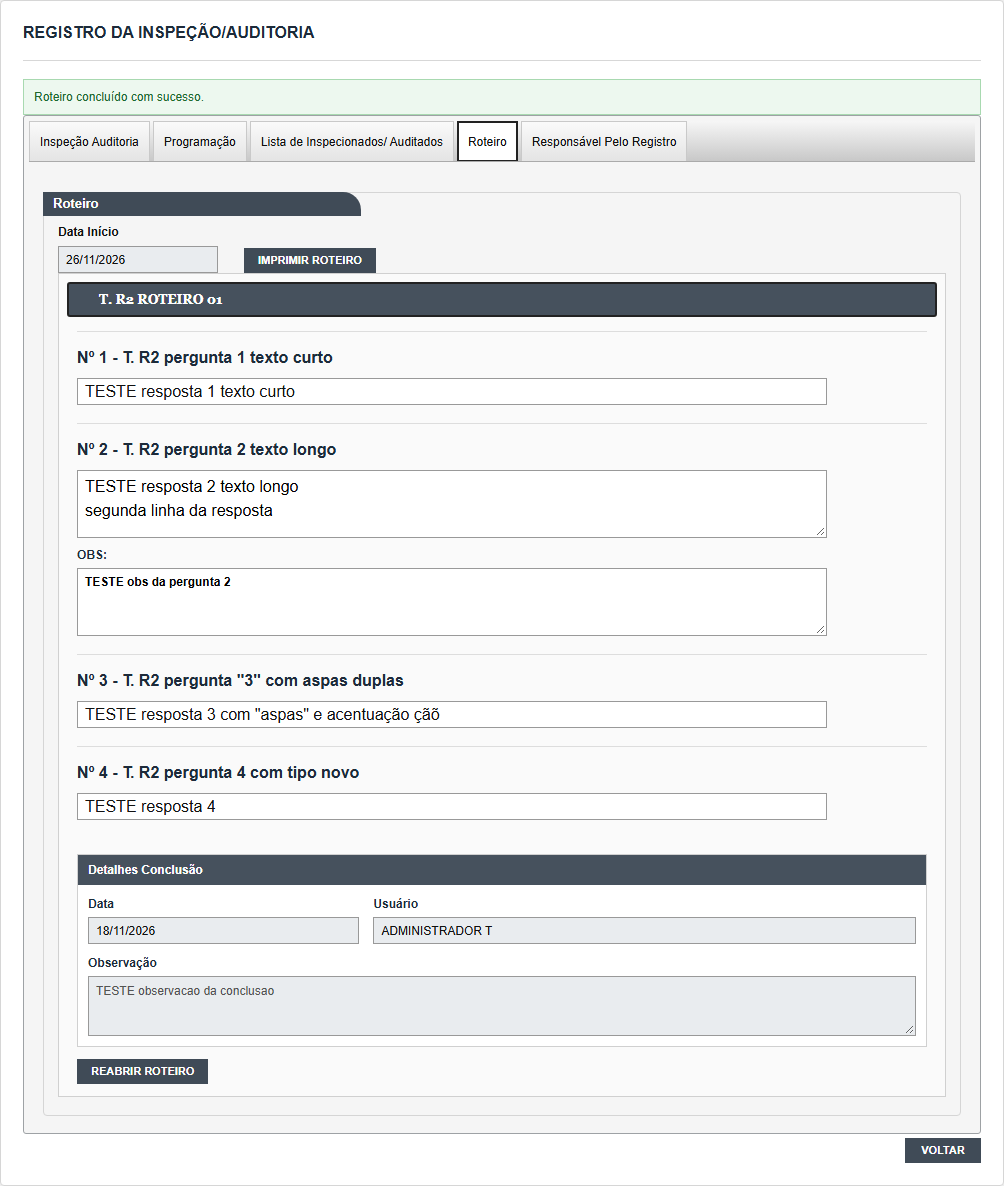 REGISTRO DA INSPEÇÃO/AUDITORIA
Roteiro concluído com sucesso.
Inspeção Auditoria
Programação
Lista de Inspecionados/ Auditados
Roteiro
Responsável Pelo Registro
Roteiro
Data Início
26/11/2026
IMPRIMIR ROTEIRO
T. R2 ROTEIRO 01
Nº 1 - T. R2 pergunta 1 texto curto
TESTE resposta 1 texto curto
Nº 2 - T. R2 pergunta 2 texto longo
TESTE resposta 2 texto longo
segunda linha da resposta
OBS:
TESTE obs da pergunta 2
Nº 3 - T. R2 pergunta "3" com aspas duplas
TESTE resposta 3 com "aspas" e acentuação çãõ
Nº 4 - T. R2 pergunta 4 com tipo novo
TESTE resposta 4
Detalhes Conclusão
Data
Usuário
18/11/2026
ADMINISTRADOR T
Observação
TESTE observacao da conclusao
REABRIR ROTEIRO
VOLTAR